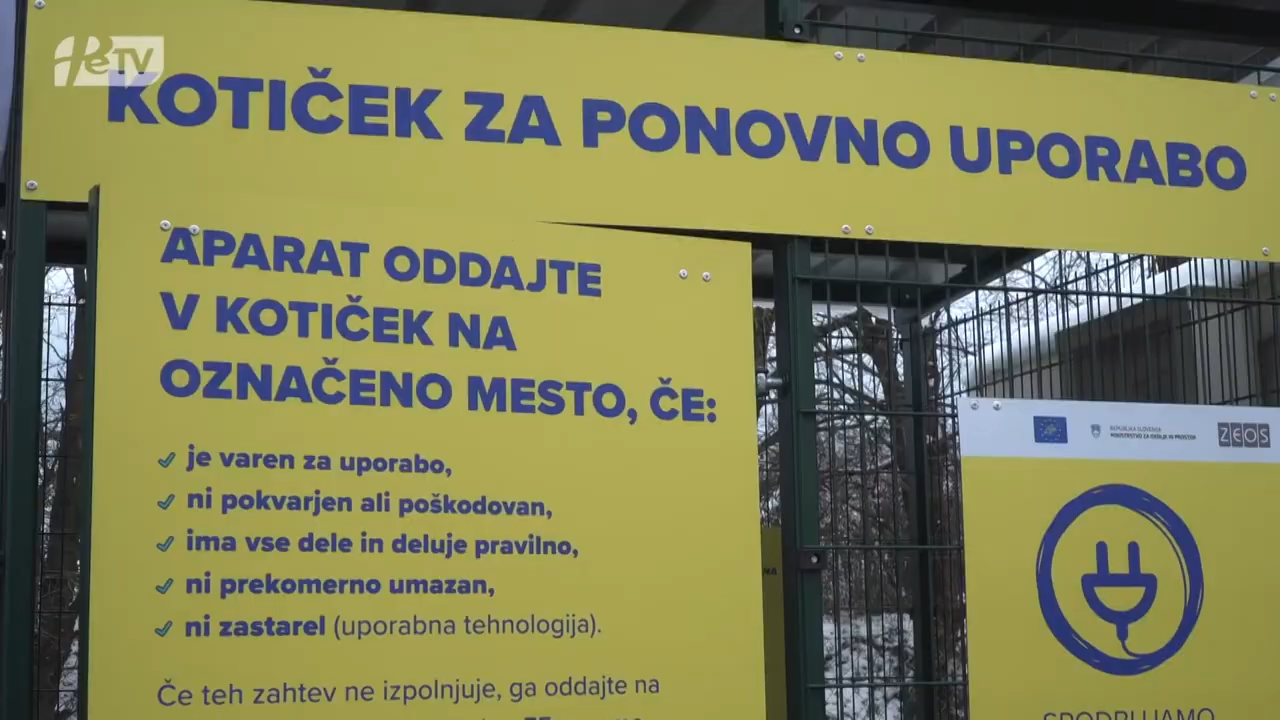 PeTV
KOTIČEK ZA PONOVNO UPORABO
APARAT ODDAJTE
V KOTIČEK NA
OZNAČENO MESTO, ČE:
je varen za uporabo,
ni pokvarjen ali poškodovan,
ima vse dele in deluje pravilno,
ni prekomerno umazan,
ni zastarel (uporabna tehnologija).
Če teh zahtev ne izpolnjuje, ga oddajte na
REPUBLIKA SLOVENIJA
MINISTRSTVO ZA OKOLJE IN PROSTOR
ZEOS
SPODBUJAMO